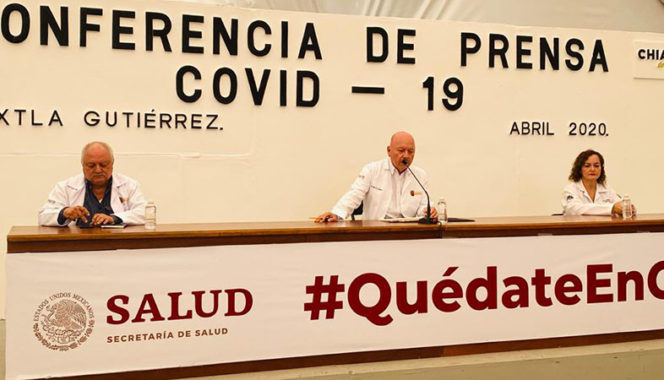 ONFERENCIA DE PRENSA
COVID — 19
XTLA GUTIÉRREZ.
ABRIL 2020.
CHIA
ESTADOS UNIDOS MEXICANOS
SALUD
SECRETARÍA DE SALUD
#QuédateEnC